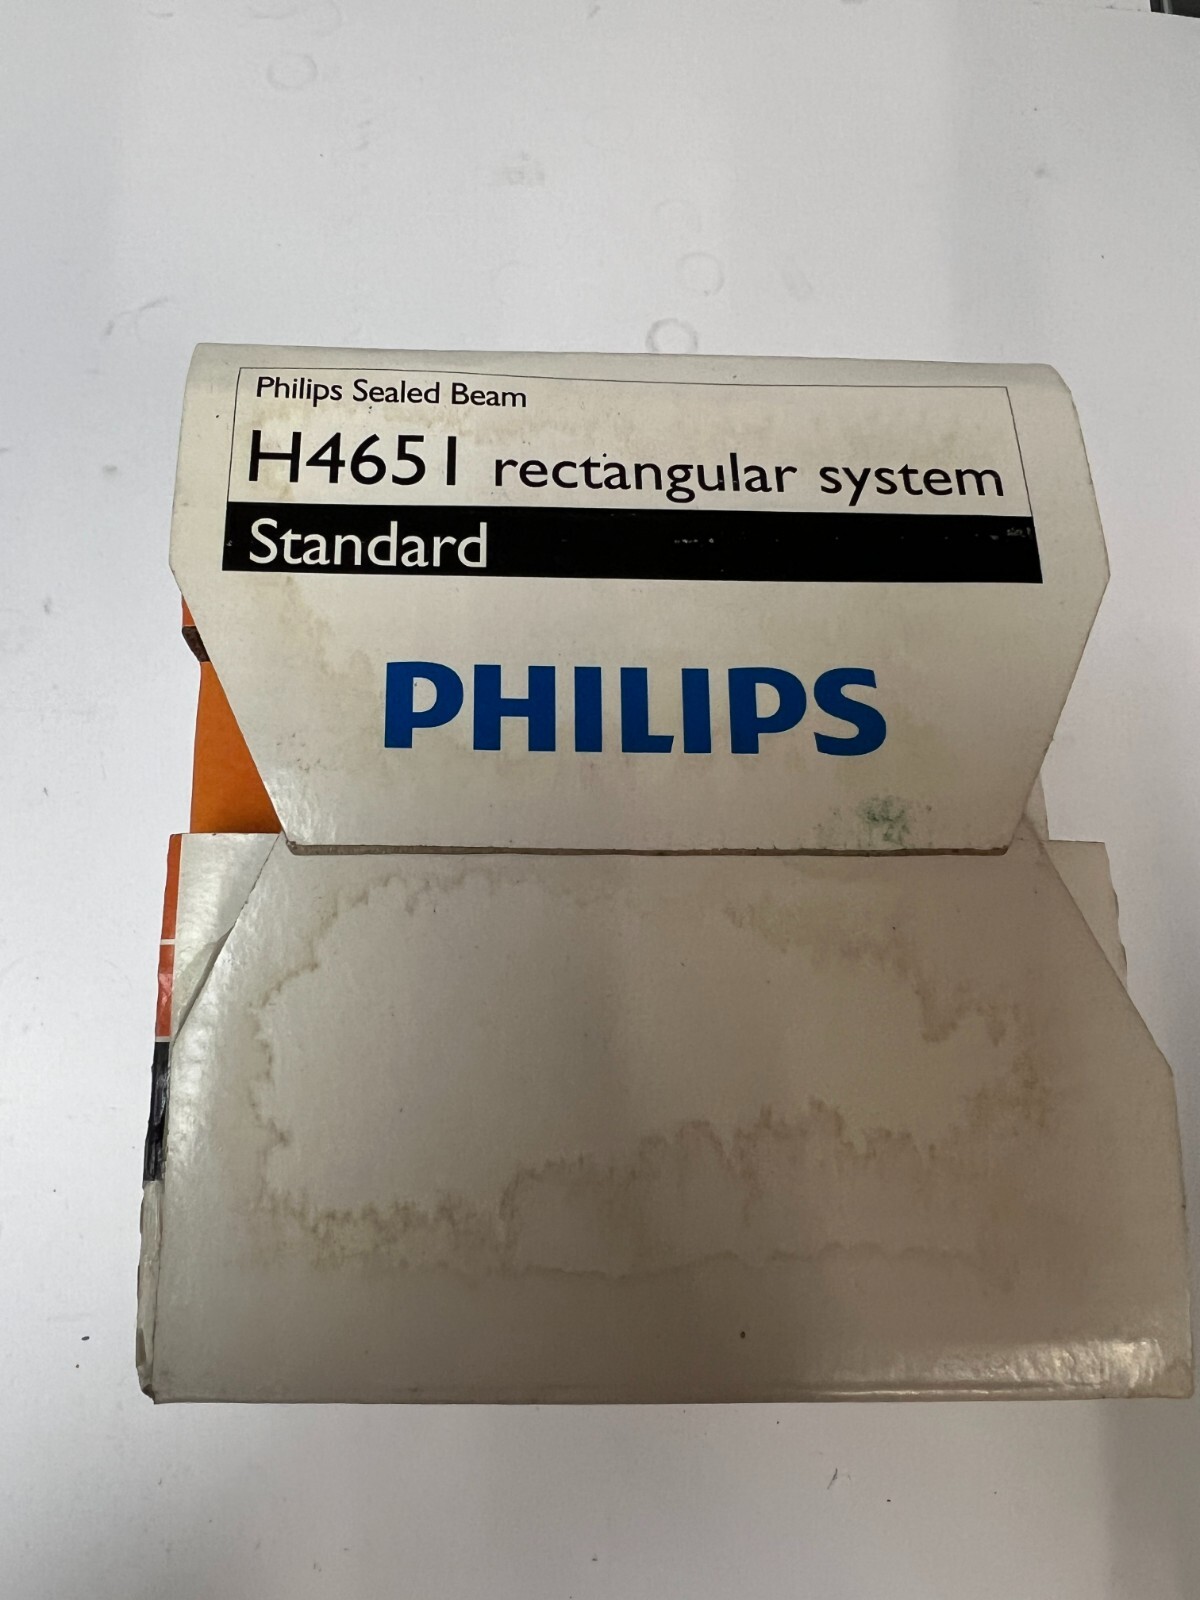 Philips Sealed Beam
H4651 rectangular system
Standard
PHILIPS